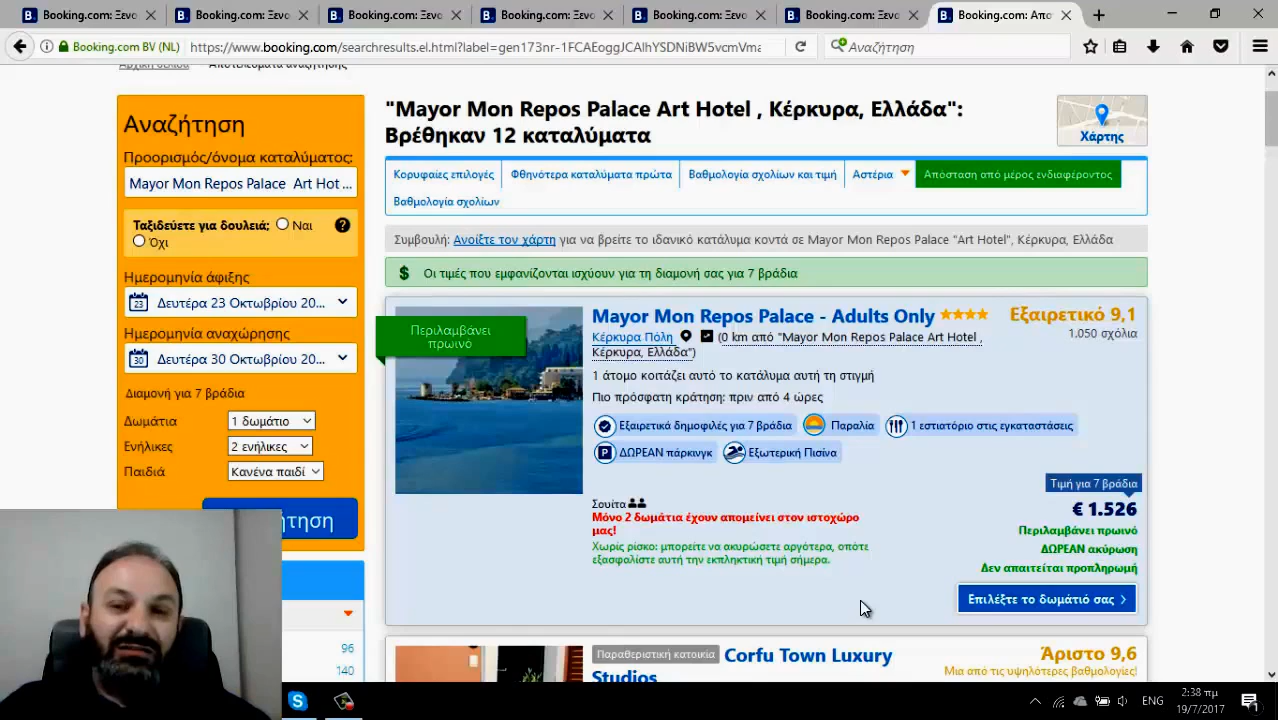 Booking.com: Ξενο
Booking.com: Ξενο
Booking.com: Ξενο
Booking.com: Ξενο
Booking.com: Ξενο
Booking.com: Ξενο
Booking.com: Απο
Booking.com BV (NL)
https://www.booking.com/searchresults.el.html?label=gen173nr-1FCAEoggJCAlhYSDNiBW5vcmVma
Αναζήτηση
Αρχική σελίδα
Αποτελέσματα αναζήτησης
Αναζήτηση
Προορισμός/όνομα καταλύματος:
Mayor Mon Repos Palace Art Hot ...
Ταξιδεύετε για δουλειά; Ναι
Όχι
Ημερομηνία άφιξης
23 Δευτέρα 23 Οκτωβρίου 20...
Ημερομηνία αναχώρησης
30 Δευτέρα 30 Οκτωβρίου 20...
Διαμονή για 7 βράδια
Δωμάτια 1 δωμάτιο
Ενήλικες 2 ενήλικες
Παιδιά Κανένα παιδί
ήτηση
96
140
"Mayor Mon Repos Palace Art Hotel , Κέρκυρα, Ελλάδα":
Βρέθηκαν 12 καταλύματα
Χάρτης
Κορυφαίες επιλογές
Φθηνότερα καταλύματα πρώτα
Βαθμολογία σχολίων και τιμή
Αστέρια
Απόσταση από μέρος ενδιαφέροντος
Βαθμολογία σχολίων
Συμβουλή: Ανοίξτε τον χάρτη για να βρείτε το ιδανικό κατάλυμα κοντά σε Mayor Mon Repos Palace "Art Hotel", Κέρκυρα, Ελλάδα
$ Οι τιμές που εμφανίζονται ισχύουν για τη διαμονή σας για 7 βράδια
Περιλαμβάνει
πρωινό
Mayor Mon Repos Palace - Adults Only
Εξαιρετικό 9,1
1.050 σχόλια
Κέρκυρα Πόλη (0 km από "Mayor Mon Repos Palace Art Hotel ,
Κέρκυρα, Ελλάδα")
1 άτομο κοιτάζει αυτό το κατάλυμα αυτή τη στιγμή
Πιο πρόσφατη κράτηση: πριν από 4 ώρες
Εξαιρετικά δημοφιλές για 7 βράδια
Παραλία
1 εστιατόριο στις εγκαταστάσεις
P ΔΩΡΕΑΝ πάρκινγκ
Εξωτερική Πισίνα
Τιμή για 7 βράδια
€ 1.526
Περιλαμβάνει πρωινό
ΔΩΡΕΑΝ ακύρωση
Δεν απαιτείται προπληρωμή
Επιλέξτε το δωμάτιό σας
Σουίτα
Μόνο 2 δωμάτια έχουν απομείνει στον ιστοχώρο
μας!
Χωρίς ρίσκο: μπορείτε να ακυρώσετε αργότερα, οπότε
εξασφαλίστε αυτή την εκπληκτική τιμή σήμερα.
Παραθεριστική κατοικία Corfu Town Luxury
Studios
Άριστο 9,6
Μια από τις υψηλότερες βαθμολογίες!
ENG
2:38 πμ
19/7/2017